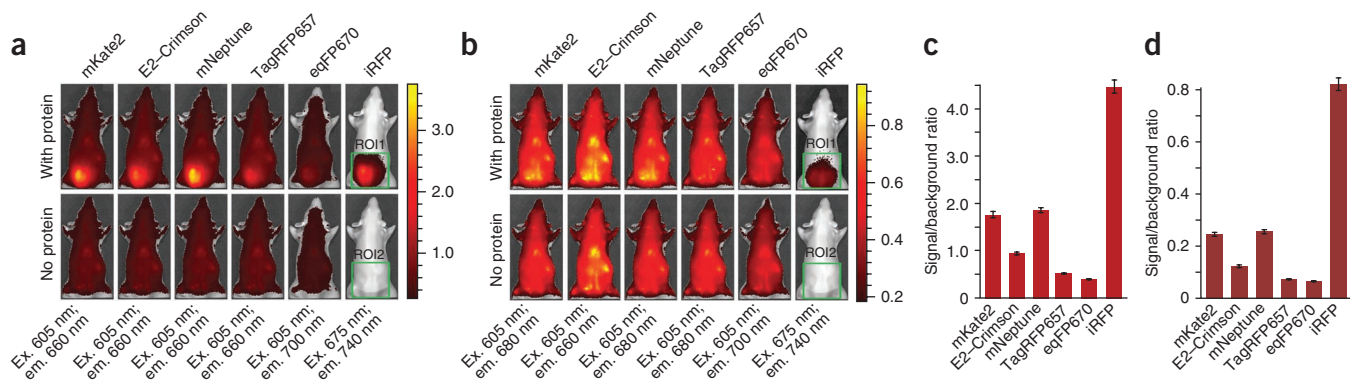 a
mKate2
E2–Crimson
mNeptune
TagRFP657
eqFP670
iRFP
With protein
ROI1
No protein
ROI2
3.0
2.0
1.0
Ex. 605 nm;
em. 660 nm
Ex. 605 nm;
em. 660 nm
Ex. 605 nm;
em. 660 nm
Ex. 605 nm;
em. 660 nm
Ex. 605 nm;
em. 700 nm
Ex. 675 nm;
em. 740 nm
b
mKate2
E2–Crimson
mNeptune
TagRFP657
eqFP670
iRFP
With protein
ROI1
No protein
ROI2
0.8
0.6
0.4
0.2
Ex. 605 nm;
em. 680 nm
Ex. 605 nm;
em. 660 nm
Ex. 605 nm;
em. 680 nm
Ex. 605 nm;
em. 680 nm
Ex. 605 nm;
em. 700 nm
Ex. 675 nm;
em. 740 nm
c
Signal/background ratio
4.0
4.0
2.0
1.0
0
mKate2
E2–Crimson
mNeptune
TagRFP657
eqFP670
iRFP
d
Signal/background ratio
0.8
0.6
0.4
0.2
0
mKate2
E2–Crimson
mNeptune
TagRFP657
eqFP670
iRFP